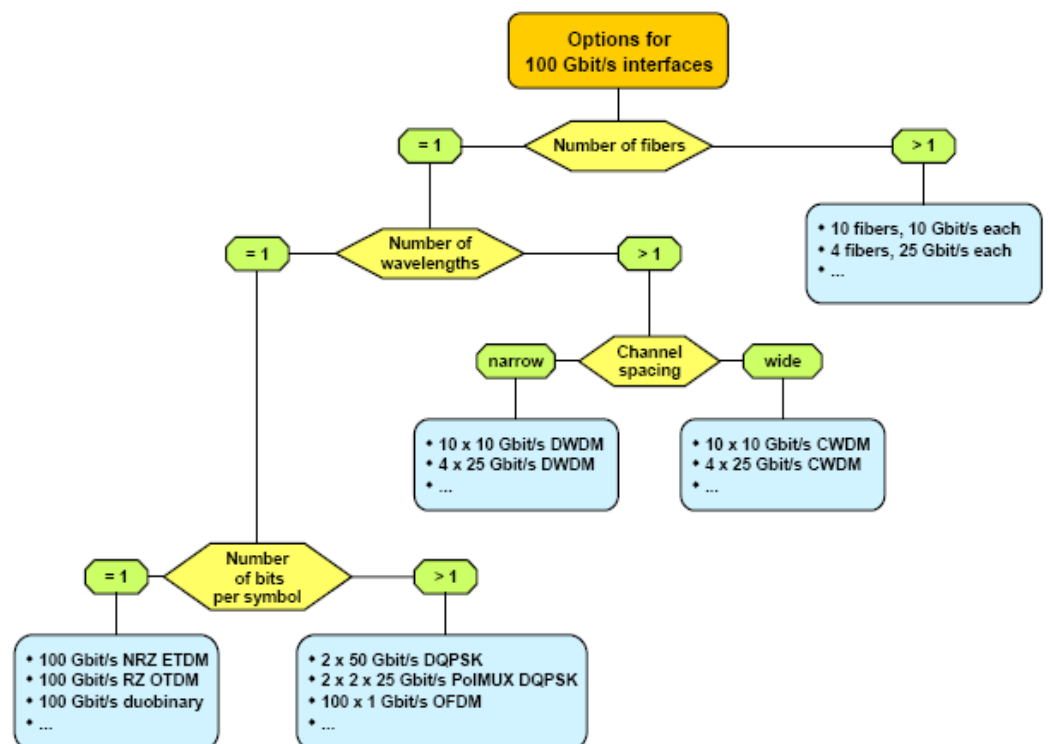 Options for
100 Gbit/s interfaces
= 1
Number of fibers
> 1
• 10 fibers, 10 Gbit/s each
• 4 fibers, 25 Gbit/s each
• ...
= 1
Number of
wavelengths
> 1
narrow
Channel
spacing
wide
• 10 x 10 Gbit/s DWDM
• 4 x 25 Gbit/s DWDM
• ...
• 10 x 10 Gbit/s CWDM
• 4 x 25 Gbit/s CWDM
• ...
= 1
Number
of bits
per symbol
> 1
• 100 Gbit/s NRZ ETDM
• 100 Gbit/s RZ OTDM
• 100 Gbit/s duobinary
• ...
• 2 x 50 Gbit/s DQPSK
• 2 x 2 x 25 Gbit/s PolMUX DQPSK
• 100 x 1 Gbit/s OFDM
• ...